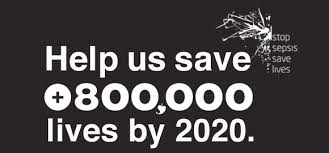 stop
sepsis
save
lives
Help us save
+800,000
lives by 2020.